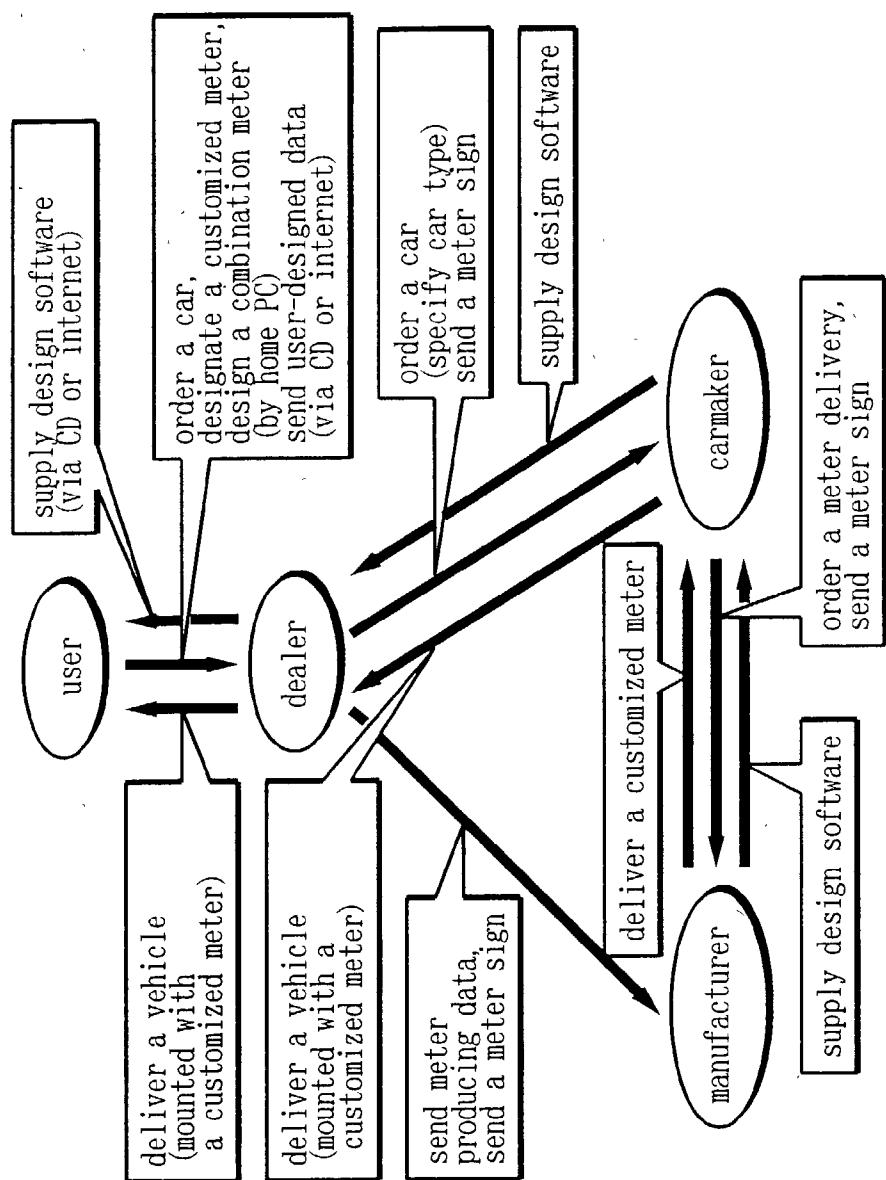 supply design software
(via CD or internet)
order a car,
designate a customized meter,
design a combination meter
(by home PC)
send user-designed data
(via CD or internet)
order a car
(specify car type)
send a meter sign
supply design software
user
dealer
carmaker
manufacturer
deliver a customized meter
order a meter delivery,
send a meter sign
deliver a vehicle
(mounted with
a customized meter)
deliver a vehicle
(mounted with a
customized meter)
send meter
producing data,
send a meter sign
supply design software